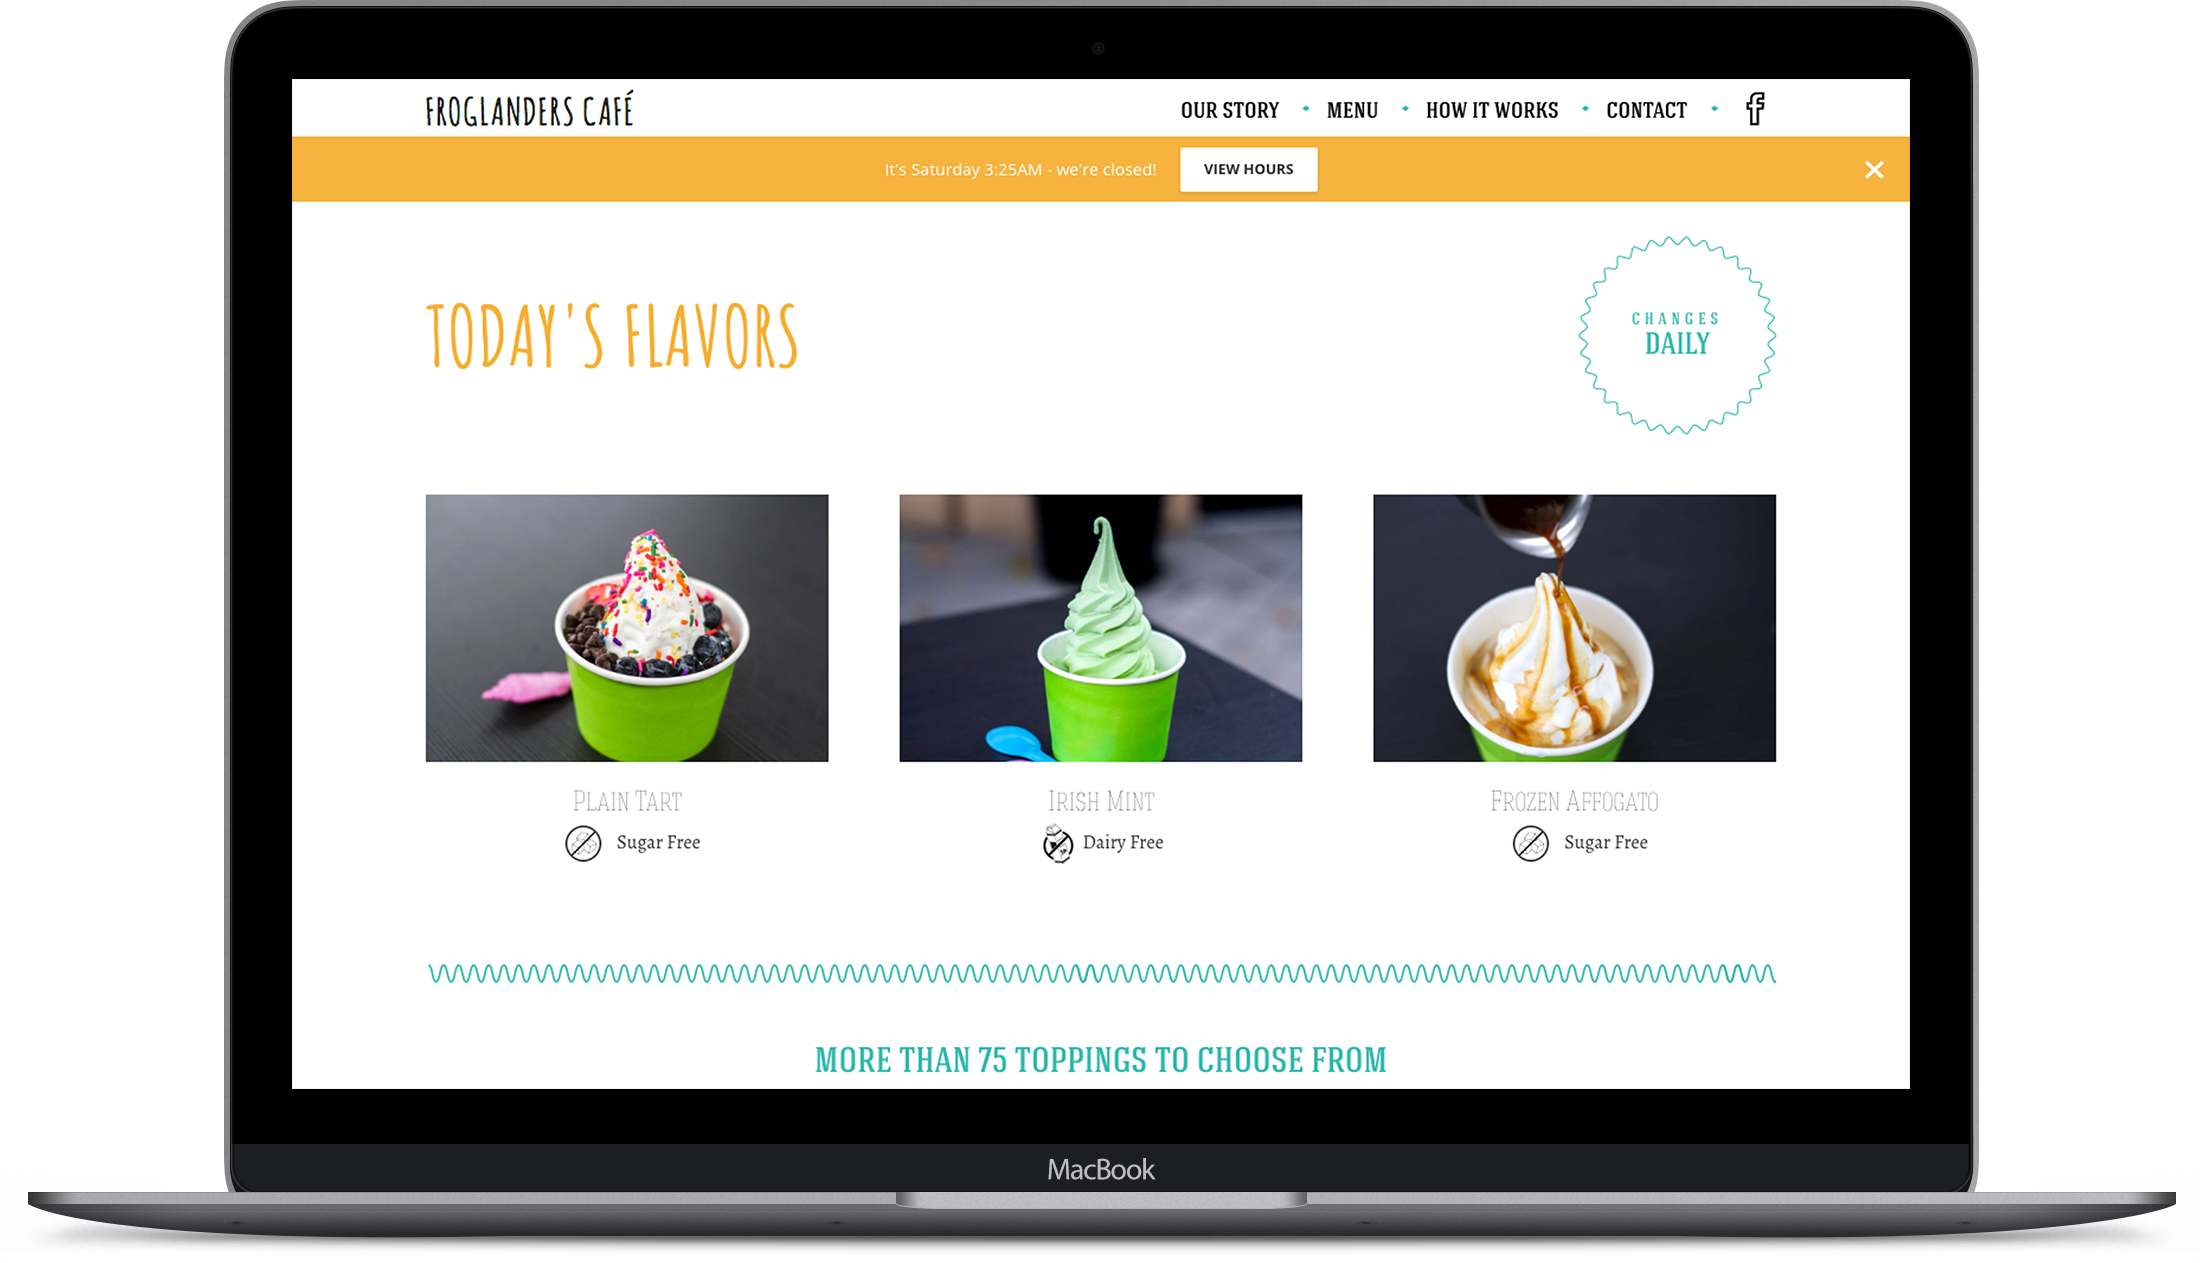 FROGLANDERS CAFÉ
OUR STORY MENU HOW IT WORKS CONTACT
It's Saturday 3:25AM - we're closed! VIEW HOURS
TODAY'S FLAVORS
CHANGES
DAILY
Plain Tart
Sugar Free
Irish Mint
Dairy Free
Frozen Affogato
Sugar Free
MORE THAN 75 TOPPINGS TO CHOOSE FROM
MacBook